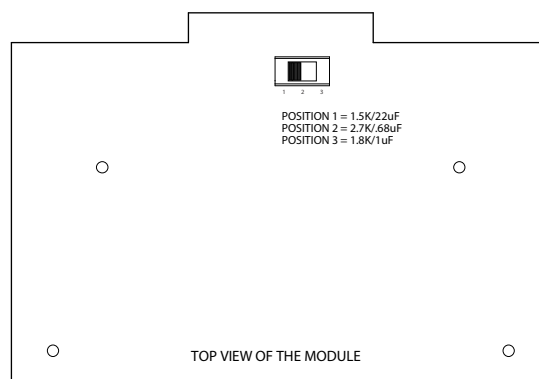 1 2 3
POSITION 1 = 1.5K/22uF
POSITION 2 = 2.7K/.68uF
POSITION 3 = 1.8K/1uF
TOP VIEW OF THE MODULE